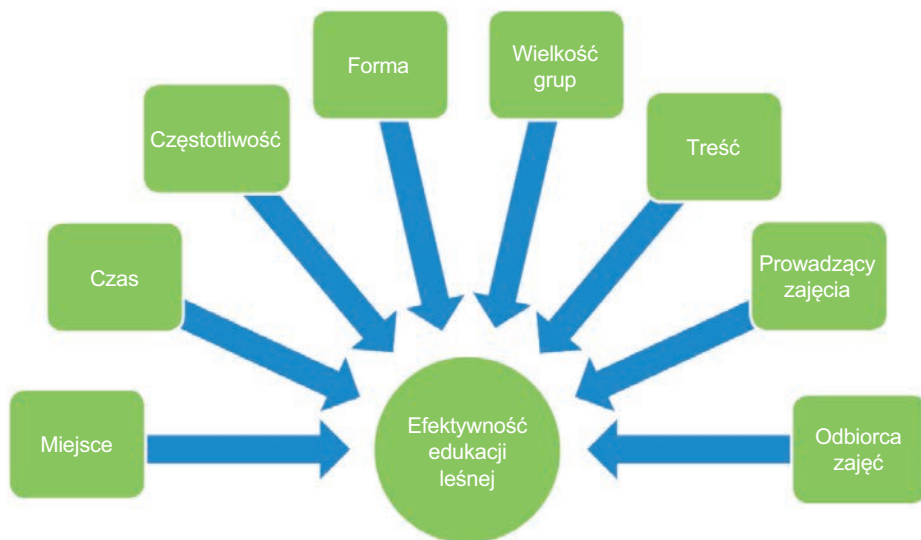 Forma
Wielkość
grup
Częstotliwość
Treść
Czas
Prowadzący
zajęcia
Miejsce
Efektywność
edukacji
leśnej
Odbiorca
zajęć